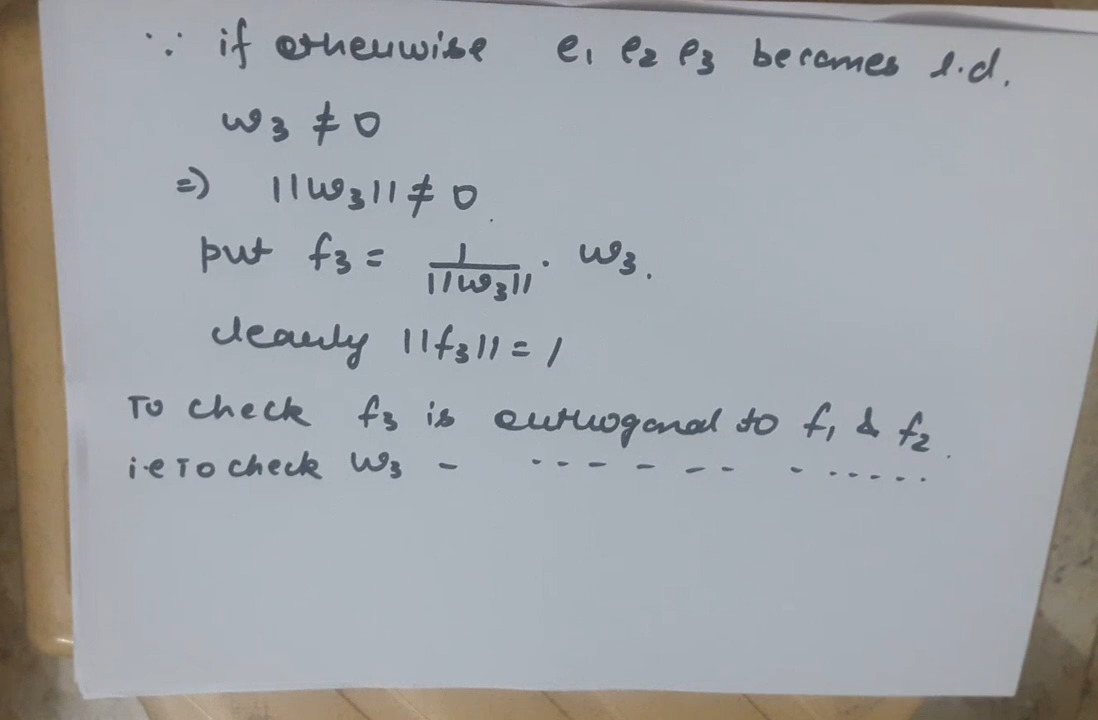 ∵ if otherwise e₁ e₂ e₃ becomes l.d.
w₃ ≠ 0
=) ||w₃|| ≠ 0
put f₃ = 1/||w₃|| . w₃.
clearly ||f₃|| = 1
To check f₃ is orthogonal to f₁ & f₂.
i.e To check w₃ - - - - - - - - - - - - - -